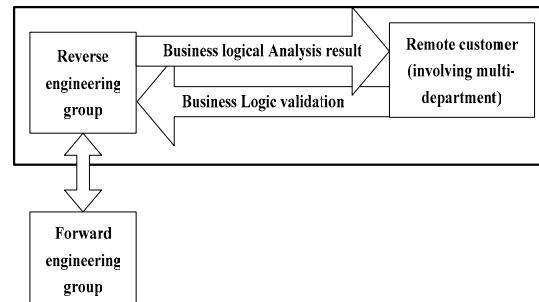 Reverse
engineering
group
Business logical Analysis result
Business Logic validation
Remote customer
(involving multi-
department)
Forward
engineering
group